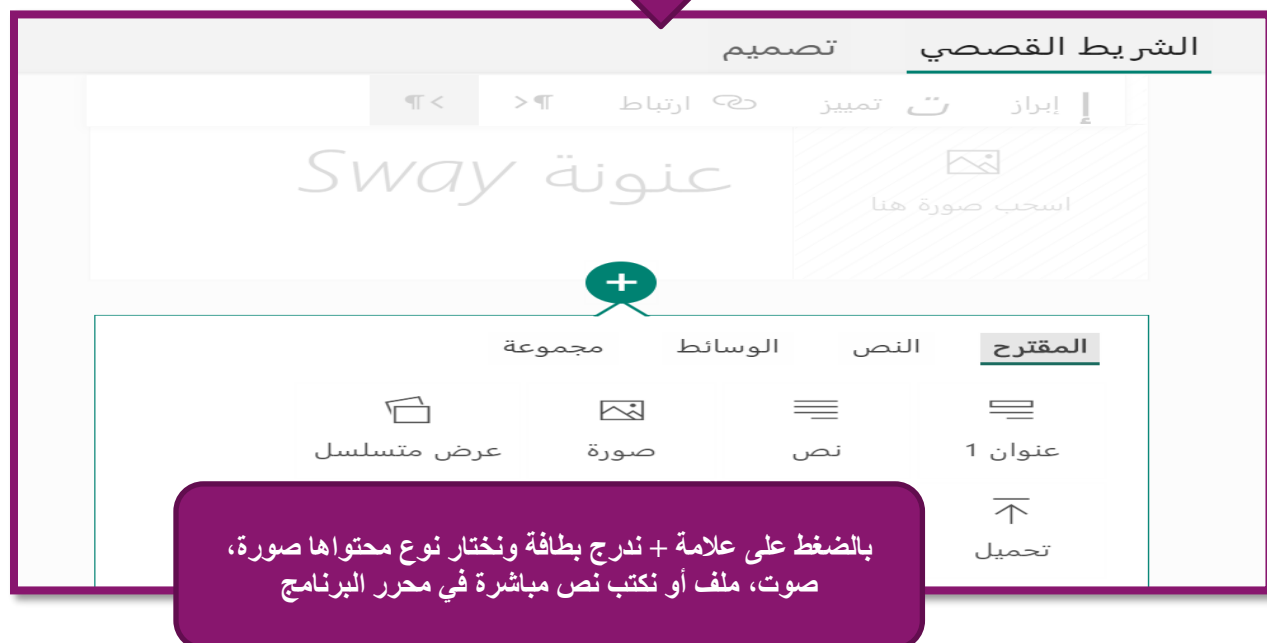 الشريط القصصي تصميم
إبراز تمييز ارتباط >¶ ¶<
عنونة Sway
اسحب صورة هنا
المقترح النص الوسائط مجموعة
عنوان 1 نص صورة عرض متسلسل
تحميل
بالضغط على علامة + ندرج بطاقة ونختار نوع محتواها صورة،
صوت، ملف أو نكتب نص مباشرة في محرر البرنامج